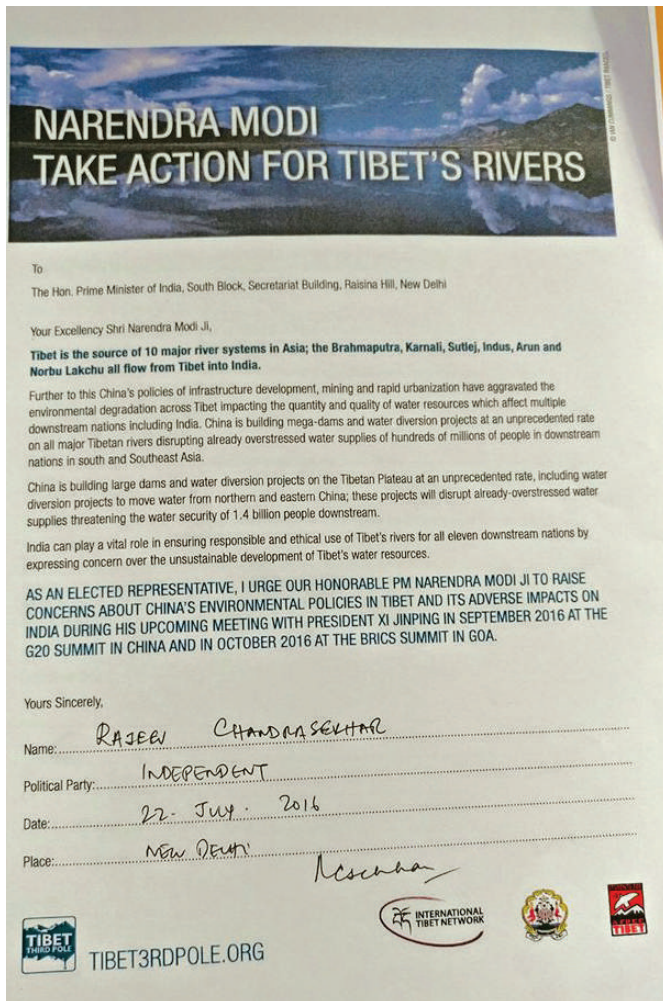 © IAN CUMMINGS - TIBET IMAGES
NARENDRA MODI
TAKE ACTION FOR TIBET'S RIVERS
To
The Hon. Prime Minister of India, South Block, Secretariat Building, Raisina Hill, New Delhi
Your Excellency Shri Narendra Modi Ji,
Tibet is the source of 10 major river systems in Asia; the Brahmaputra, Karnali, Sutlej, Indus, Arun and
Norbu Lakchu all flow from Tibet into India.
Further to this China's policies of infrastructure development, mining and rapid urbanization have aggravated the
environmental degradation across Tibet impacting the quantity and quality of water resources which affect multiple
downstream nations including India. China is building mega-dams and water diversion projects at an unprecedented rate
on all major Tibetan rivers disrupting already overstressed water supplies of hundreds of millions of people in downstream
nations in south and Southeast Asia.
China is building large dams and water diversion projects on the Tibetan Plateau at an unprecedented rate, including water
diversion projects to move water from northern and eastern China; these projects will disrupt already-overstressed water
supplies threatening the water security of 1.4 billion people downstream.
India can play a vital role in ensuring responsible and ethical use of Tibet's rivers for all eleven downstream nations by
expressing concern over the unsustainable development of Tibet's water resources.
AS AN ELECTED REPRESENTATIVE, I URGE OUR HONORABLE PM NARENDRA MODI JI TO RAISE
CONCERNS ABOUT CHINA'S ENVIRONMENTAL POLICIES IN TIBET AND ITS ADVERSE IMPACTS ON
INDIA DURING HIS UPCOMING MEETING WITH PRESIDENT XI JINPING IN SEPTEMBER 2016 AT THE
G20 SUMMIT IN CHINA AND IN OCTOBER 2016 AT THE BRICS SUMMIT IN GOA.
Yours Sincerely,
Name: RAJEEV CHANDRASEKHAR
Political Party: INDEPENDENT
Date: 22- JULY. 2016
Place: NEW DELHI
TIBET
THIRD POLE
TIBET3RDPOLE.ORG
INTERNATIONAL
TIBET NETWORK
TIBET